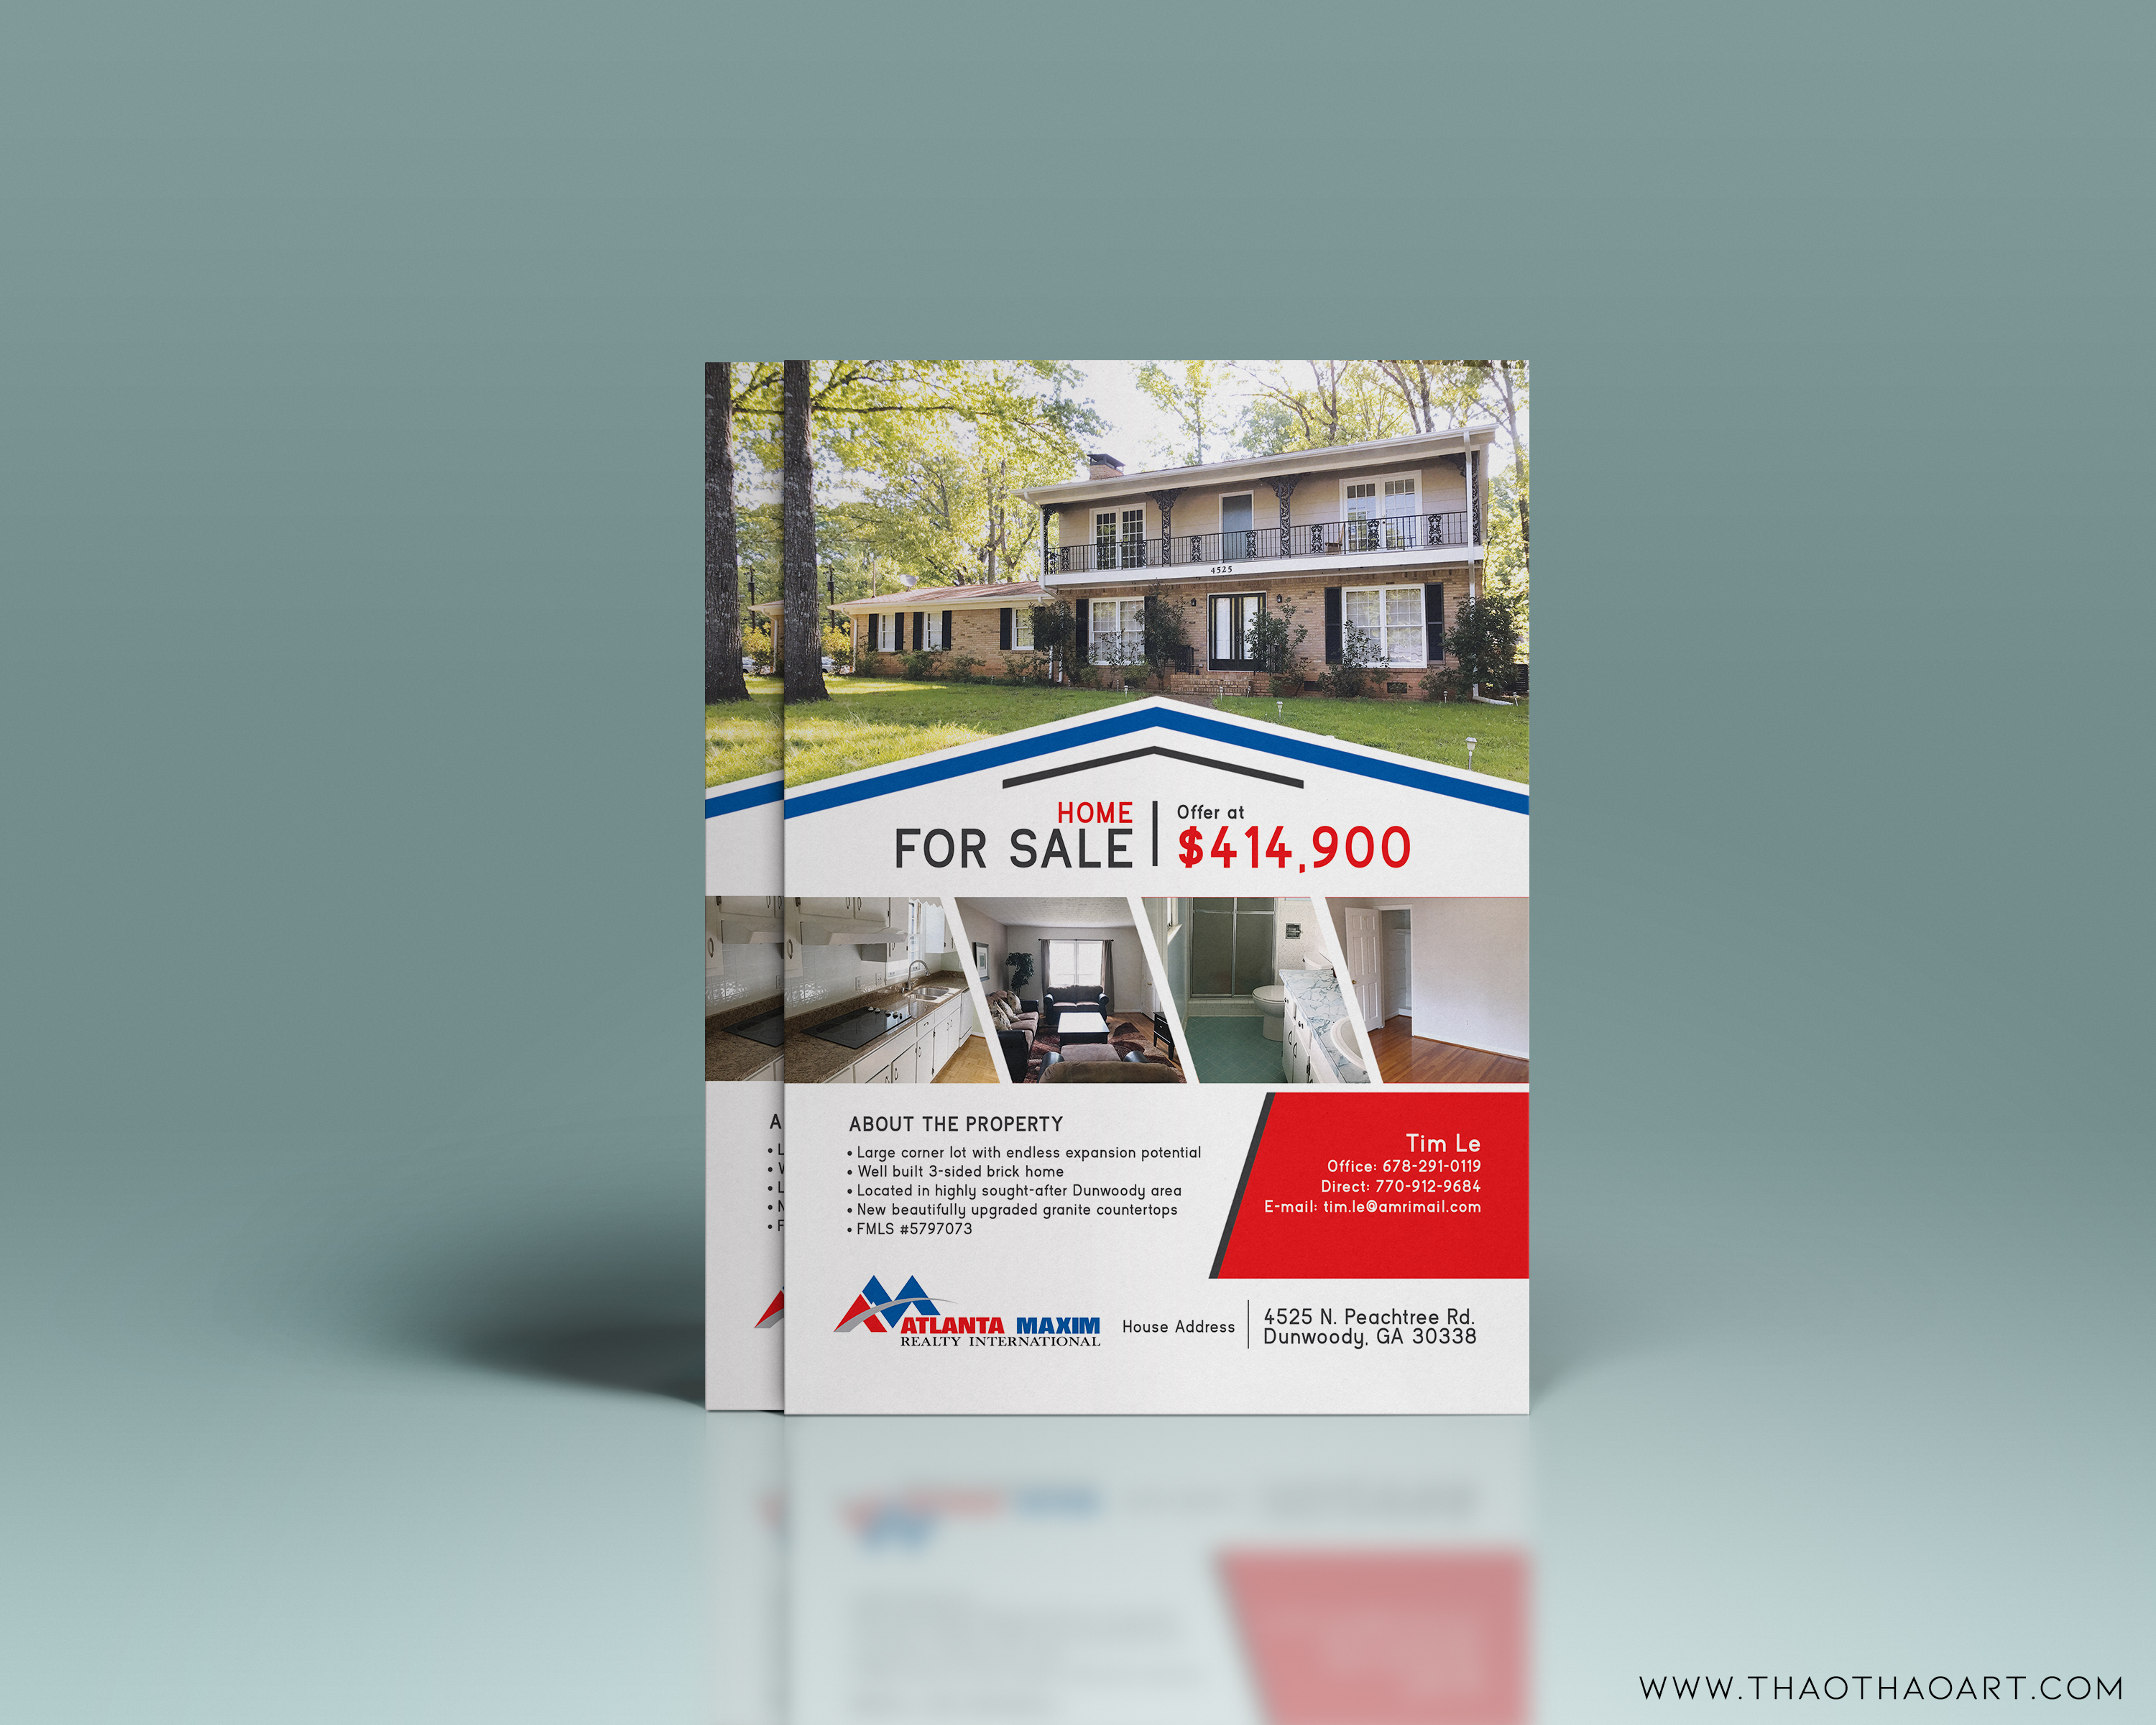 4525
HOME
FOR SALE
Offer at
$414,900
ABOUT THE PROPERTY
• Large corner lot with endless expansion potential
• Well built 3-sided brick home
• Located in highly sought-after Dunwoody area
• New beautifully upgraded granite countertops
• FMLS #5797073
Tim Le
Office: 678-291-0119
Direct: 770-912-9684
E-mail: tim.le@amrimail.com
ATLANTA MAXIM
REALTY INTERNATIONAL
House Address
4525 N. Peachtree Rd.
Dunwoody, GA 30338
A
• L
• V
• L
• N
• F
WWW.THAOTHAOART.COM